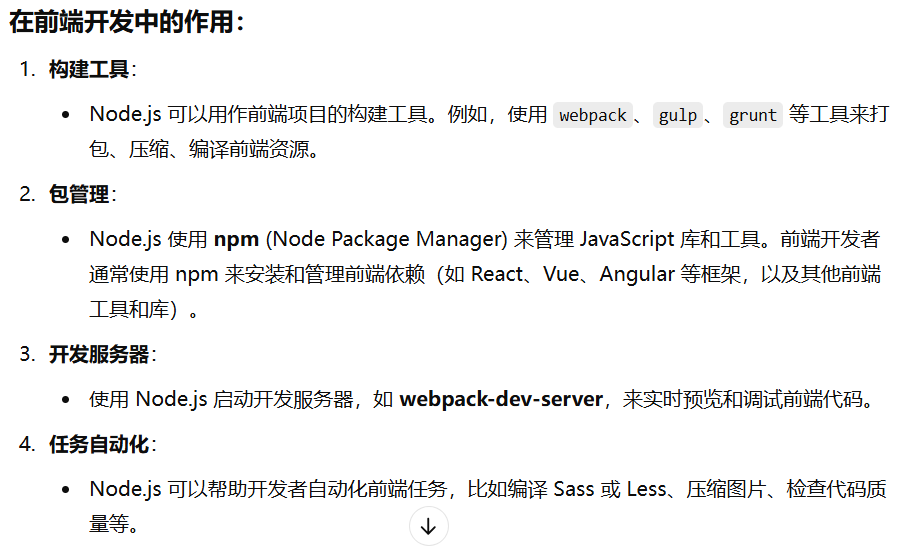 在前端开发中的作用：
1. 构建工具：
• Node.js 可以用作前端项目的构建工具。例如，使用 webpack、gulp、grunt 等工具来打
包、压缩、编译前端资源。
2. 包管理：
• Node.js 使用 npm (Node Package Manager) 来管理 JavaScript 库和工具。前端开发者
通常使用 npm 来安装和管理前端依赖（如 React、Vue、Angular 等框架，以及其他前端
工具和库）。
3. 开发服务器：
• 使用 Node.js 启动开发服务器，如 webpack-dev-server，来实时预览和调试前端代码。
4. 任务自动化：
• Node.js 可以帮助开发者自动化前端任务，比如编译 Sass 或 Less、压缩图片、检查代码质
量等。